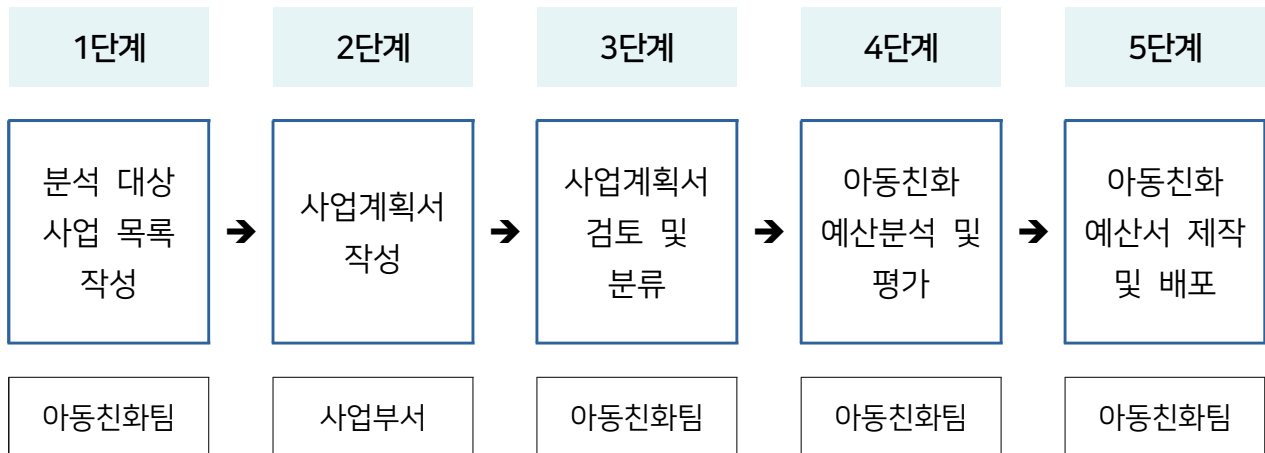 1단계
2단계
3단계
4단계
5단계
분석 대상
사업 목록
작성
➔
사업계획서
작성
➔
사업계획서
검토 및
분류
➔
아동친화
예산분석 및
평가
➔
아동친화
예산서 제작
및 배포
아동친화팀
사업부서
아동친화팀
아동친화팀
아동친화팀